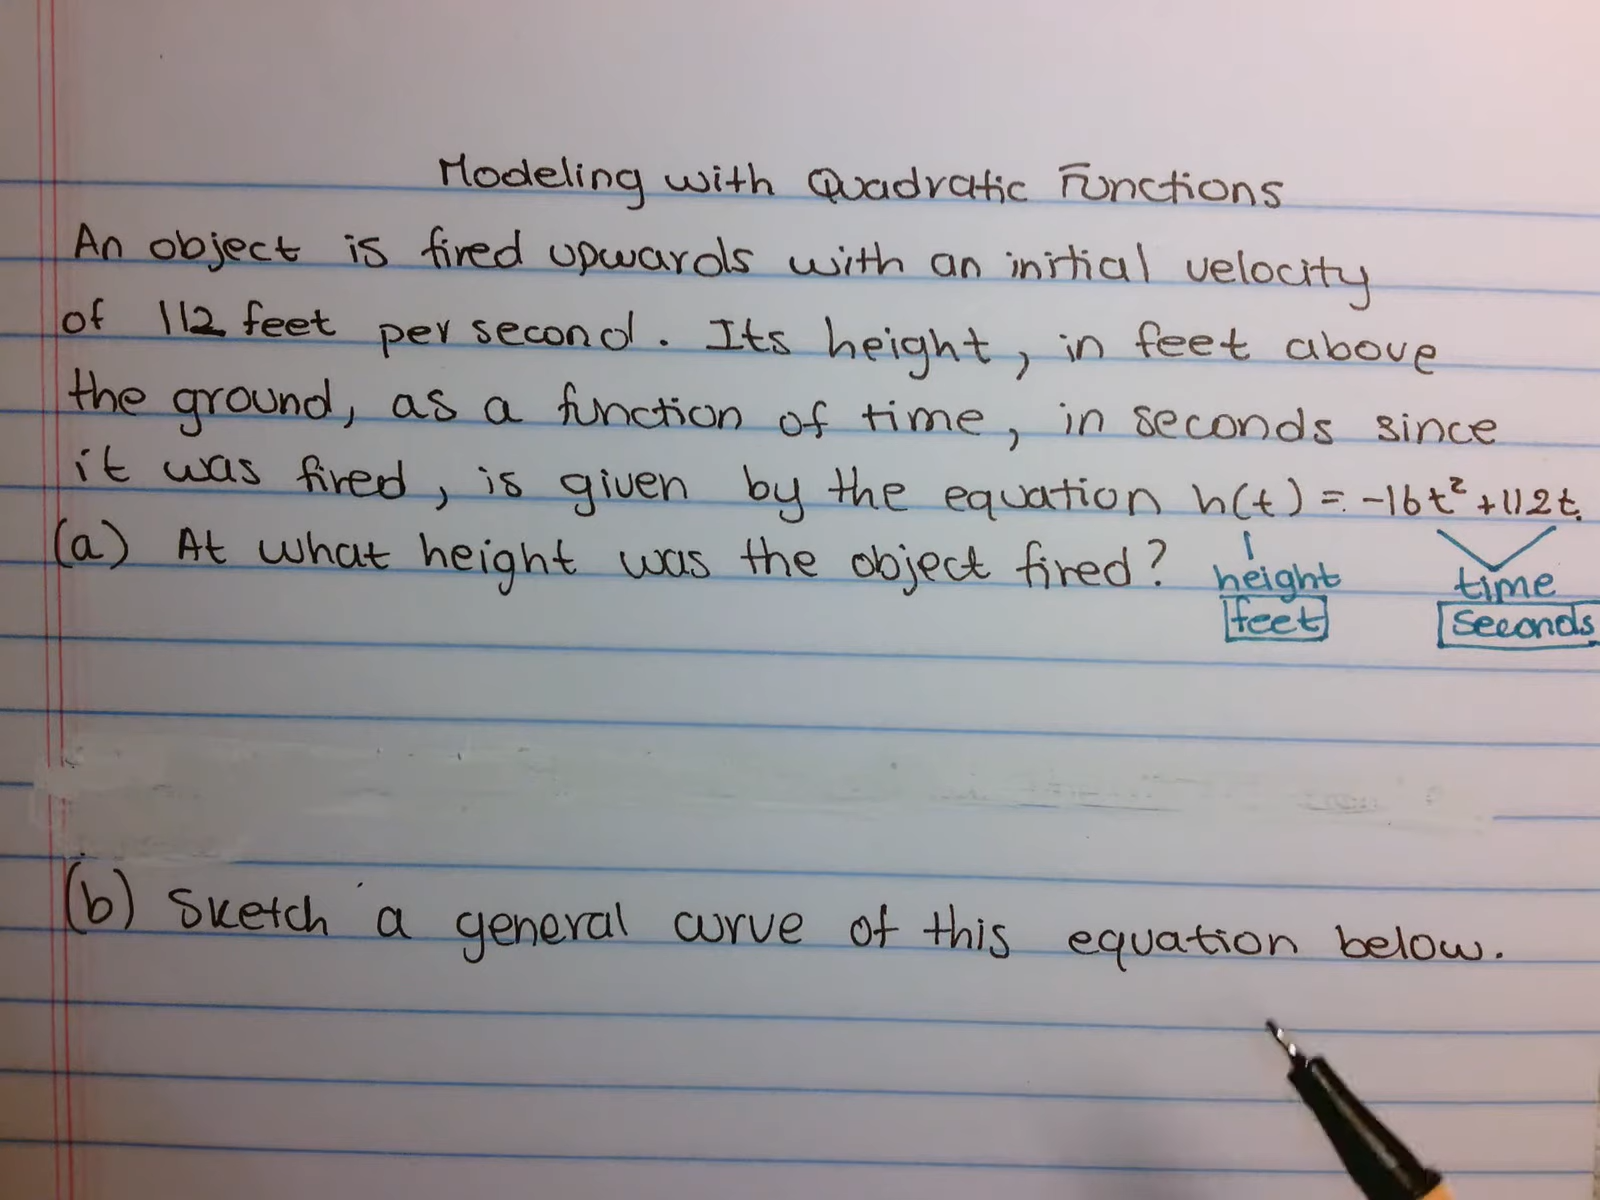 Modeling with Quadratic Functions
An object is fired upwards with an initial velocity
of 112 feet per second. Its height, in feet above
the ground, as a function of time, in seconds since
it was fired, is given by the equation h(t) = -16t² + 112t.
(a) At what height was the object fired?
height
time
feet
Seconds
(b) Sketch a general curve of this equation below.